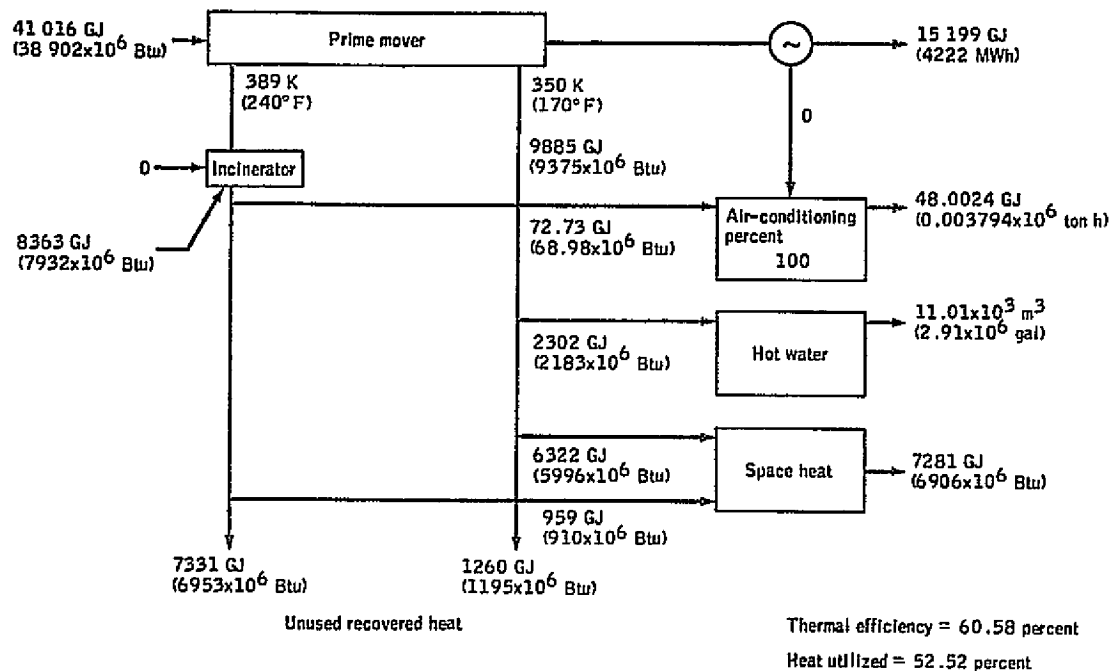 41 016 GJ
(38 902x10⁶ Btu)
Prime mover
~
15 199 GJ
(4222 MWh)
389 K
(240°F)
350 K
(170°F)
0
0
Incinerator
9885 GJ
(9375x10⁶ Btu)
8363 GJ
(7932x10⁶ Btu)
72.73 GJ
(68.98x10⁶ Btu)
Air-conditioning
percent
100
48.0024 GJ
(0.003794x10⁶ ton h)
2302 GJ
(2183x10⁶ Btu)
Hot water
11.01x10³ m³
(2.91x10⁶ gal)
6322 GJ
(5996x10⁶ Btu)
Space heat
7281 GJ
(6906x10⁶ Btu)
959 GJ
(910x10⁶ Btu)
7331 GJ
(6953x10⁶ Btu)
1260 GJ
(1195x10⁶ Btu)
Unused recovered heat
Thermal efficiency = 60.58 percent
Heat utilized = 52.52 percent